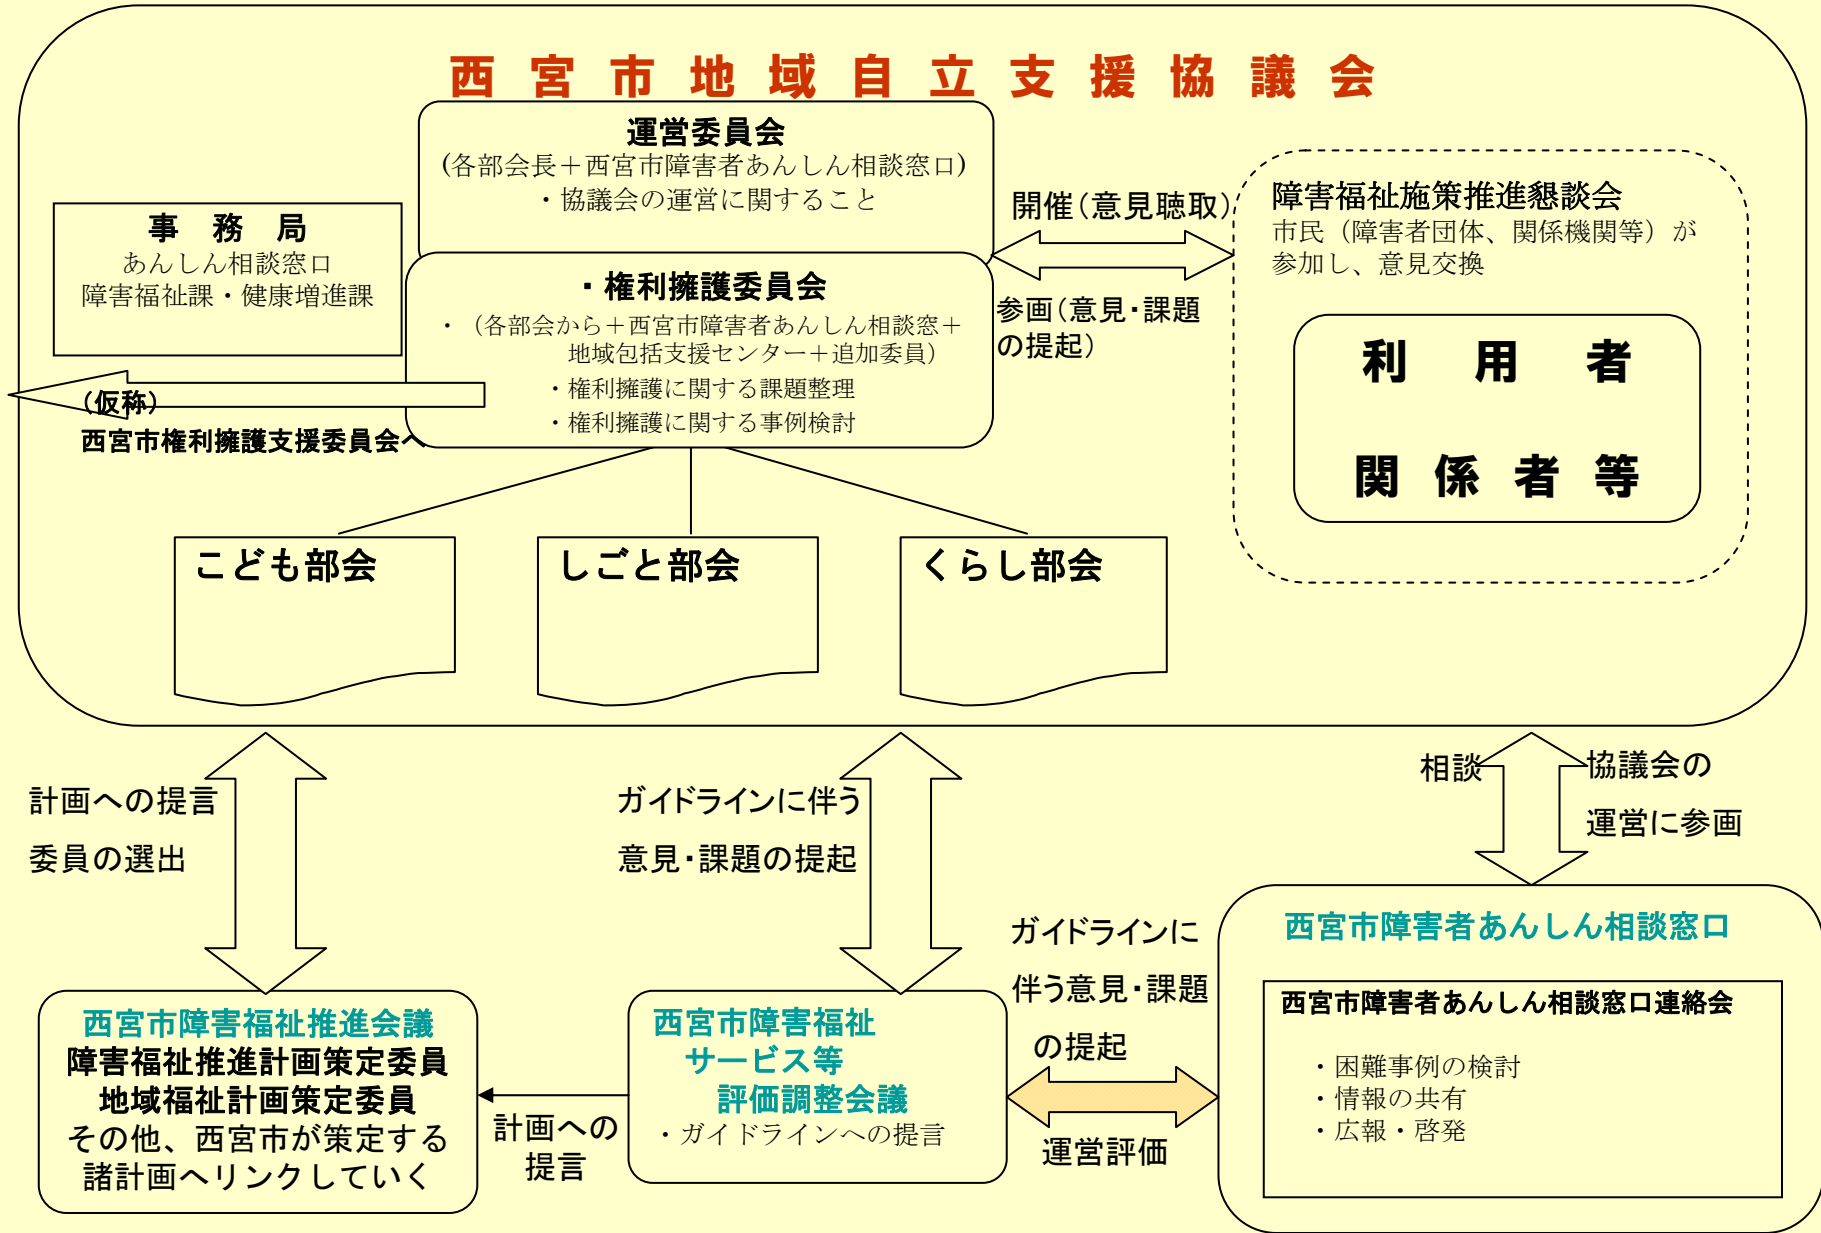 西宮市地域自立支援協議会
運営委員会
(各部会長＋西宮市障害者あんしん相談窓口)
・協議会の運営に関すること
事務局
あんしん相談窓口
障害福祉課・健康増進課
・権利擁護委員会
・（各部会から＋西宮市障害者あんしん相談窓＋
地域包括支援センター＋追加委員）
・権利擁護に関する課題整理
・権利擁護に関する事例検討
(仮称)
西宮市権利擁護支援委員会へ
開催(意見聴取)
参画(意見・課題
の提起)
障害福祉施策推進懇談会
市民（障害者団体、関係機関等）が
参加し、意見交換
利用者
関係者等
こども部会
しごと部会
くらし部会
計画への提言
委員の選出
ガイドラインに伴う
意見・課題の提起
相談
協議会の
運営に参画
西宮市障害福祉推進会議
障害福祉推進計画策定委員
地域福祉計画策定委員
その他、西宮市が策定する
諸計画へリンクしていく
計画への
提言
西宮市障害福祉
サービス等
評価調整会議
・ガイドラインへの提言
ガイドラインに
伴う意見・課題
の提起
運営評価
西宮市障害者あんしん相談窓口
西宮市障害者あんしん相談窓口連絡会
・困難事例の検討
・情報の共有
・広報・啓発